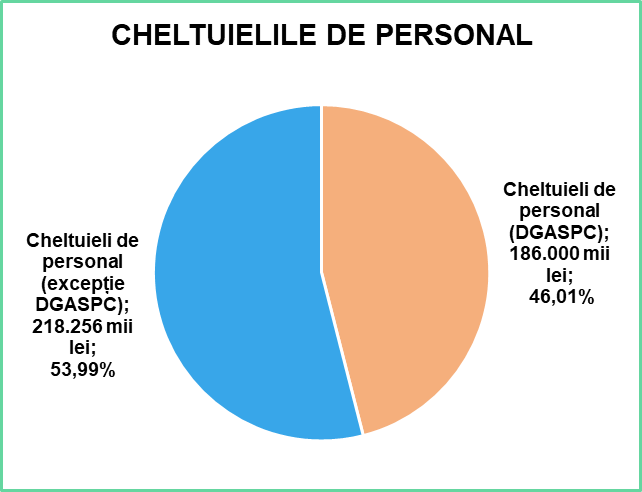 CHELTUIELILE DE PERSONAL
Cheltuieli de
personal
(DGASPC);
186.000 mii
lei;
46,01%
Cheltuieli de
personal
(excepție
DGASPC);
218.256 mii
lei;
53,99%